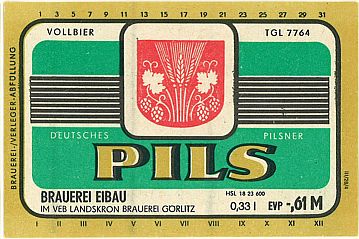 1 3 5 7 9 11 13 15 17 19 21 23 25 27 29 31
VOLLBIER TGL 7764
BRAUEREI-/VERLEGER-ABFÜLLUNG
DEUTSCHES PILSNER
PILS
BRAUEREI EIBAU HSL 18 23 600
IM VEB LANDSKRON BRAUEREI GÖRLITZ 0,33 l EVP -,61 M
I II III IV V VI VII VIII IX X XI XII